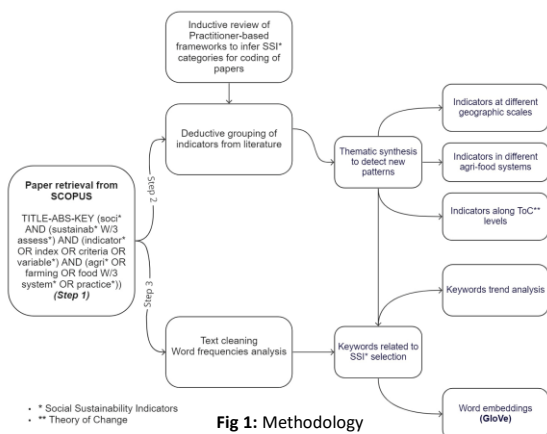 Inductive review of
Practitioner-based
frameworks to infer SSI*
categories for coding of
papers
Deductive grouping of
indicators from literature
Thematic synthesis
to detect new
patterns
Indicators at different
geographic scales
Indicators in different
agri-food systems
Indicators along ToC**
levels
Paper retrieval from
SCOPUS
TITLE-ABS-KEY (soci*
AND (sustainab* W/3
assess*) AND (indicator*
OR index OR criteria OR
variable*) AND (agri* OR
farming OR food W/3
system* OR practice*))
(Step 1)
Step 2
Step 3
Text cleaning
Word frequencies analysis
Keywords related to
SSI* selection
Keywords trend analysis
Word embeddings
(GloVe)
• * Social Sustainability Indicators
• ** Theory of Change
Fig 1: Methodology